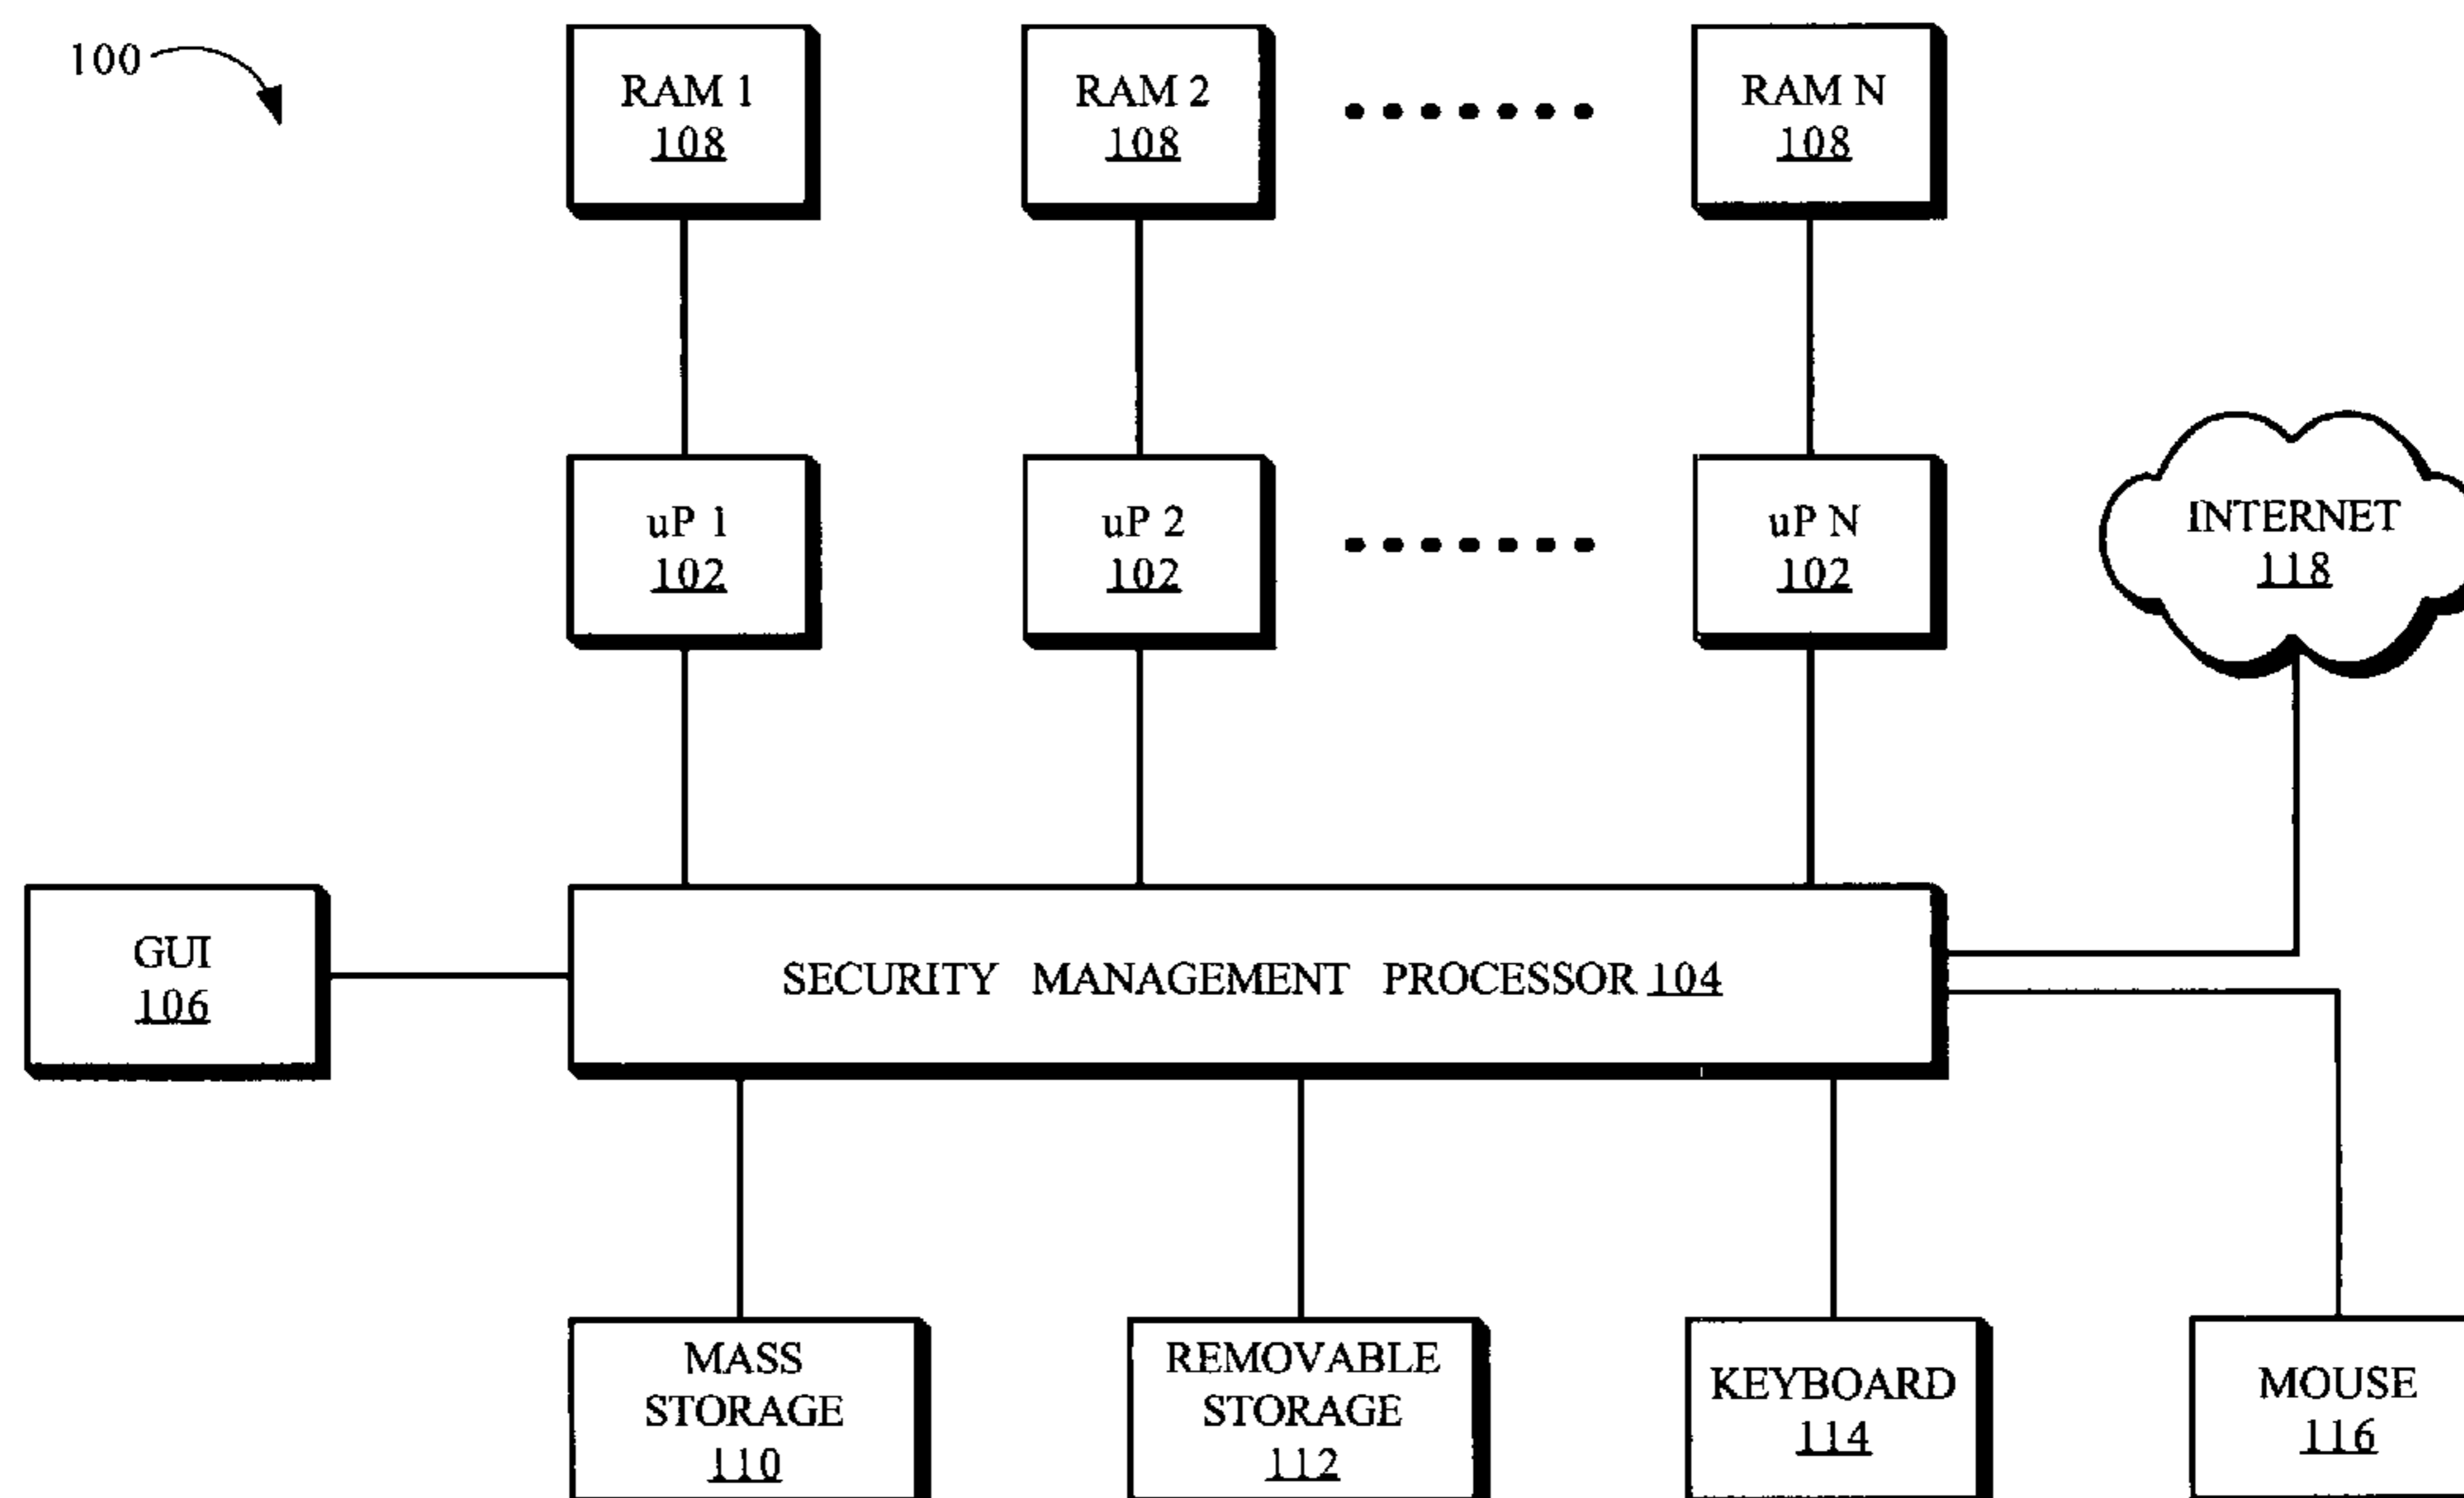 100
RAM 1
108
RAM 2
108
RAM N
108
uP 1
102
uP 2
102
uP N
102
INTERNET
118
GUI
106
SECURITY MANAGEMENT PROCESSOR 104
MASS
STORAGE
110
REMOVABLE
STORAGE
112
KEYBOARD
114
MOUSE
116